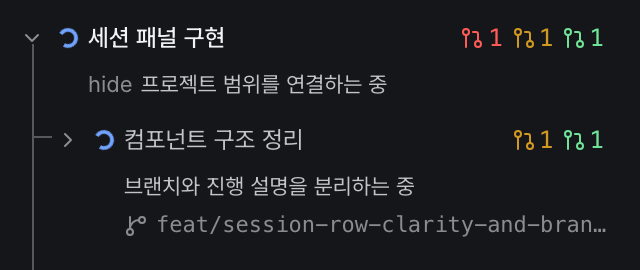 세션 패널 구현 1 1 1
hide 프로젝트 범위를 연결하는 중
컴포넌트 구조 정리 1 1
브랜치와 진행 설명을 분리하는 중
feat/session-row-clarity-and-bran…